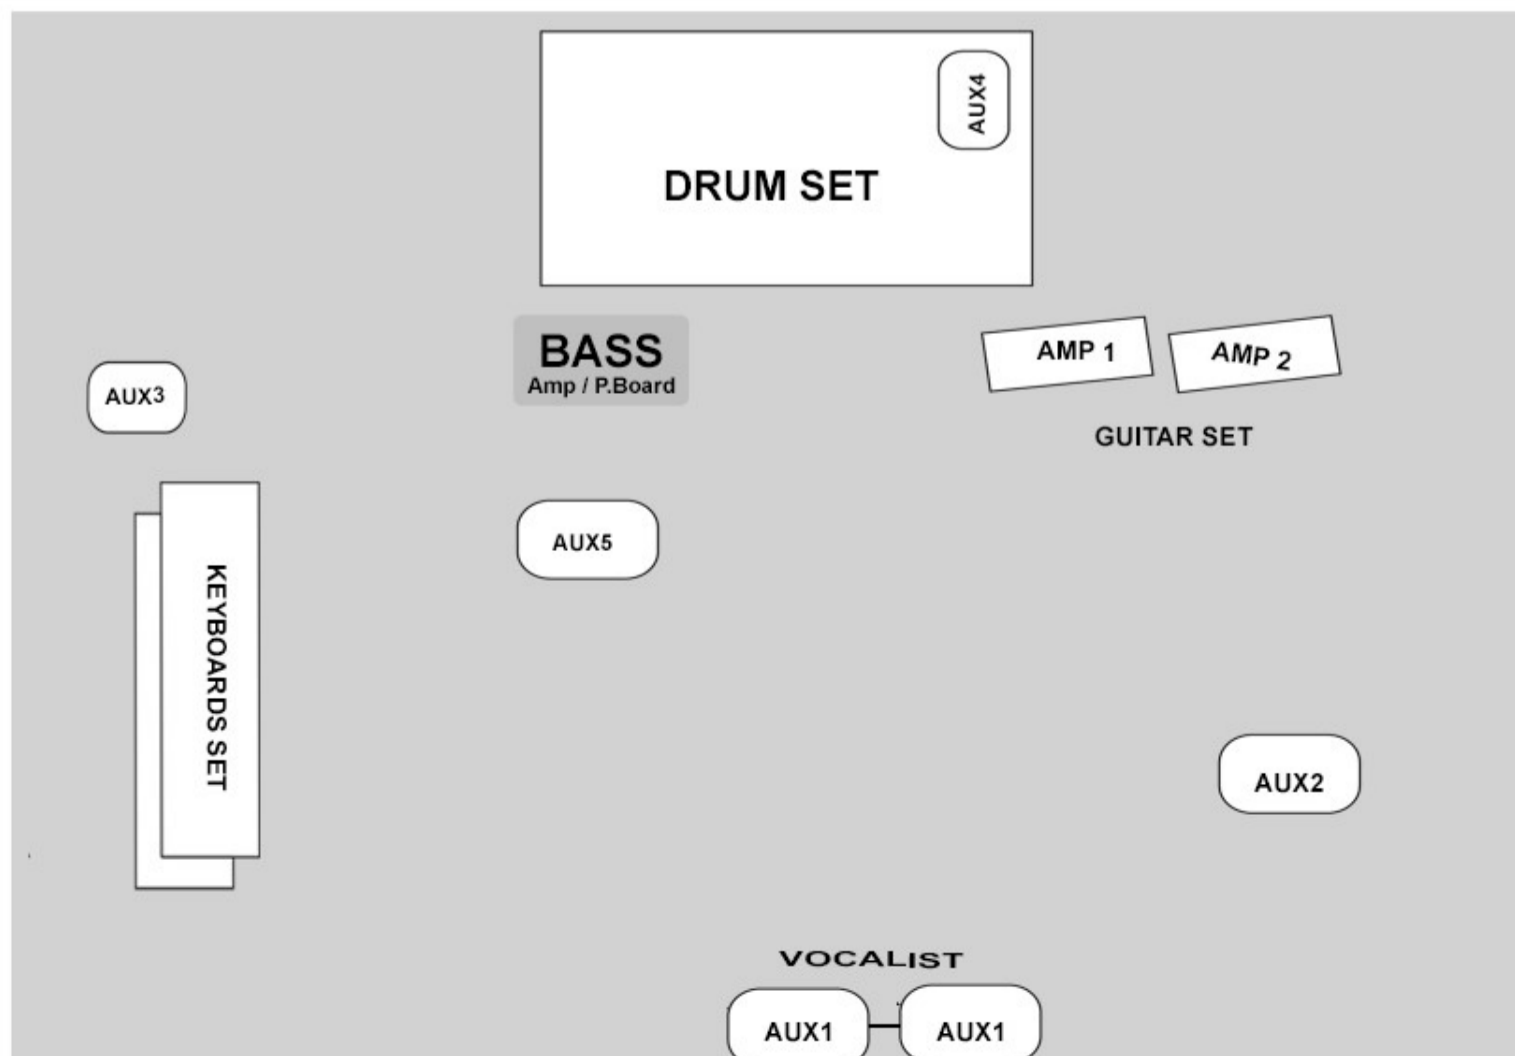 AUX4
DRUM SET
BASS
Amp / P.Board
AMP 1
AMP 2
AUX3
GUITAR SET
AUX5
KEYBOARDS SET
AUX2
VOCALIST
AUX1
AUX1